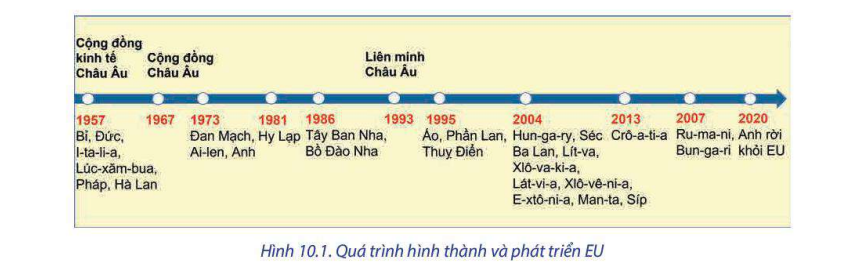 Cộng đồng
kinh tế
Châu Âu
Cộng đồng
Châu Âu
Liên minh
Châu Âu
1957
Bỉ, Đức,
I-ta-li-a,
Lúc-xăm-bua,
Pháp, Hà Lan
1967
1973
Đan Mạch,
Ai-len, Anh
1981
Hy Lạp
1986
Tây Ban Nha,
Bồ Đào Nha
1993
1995
Áo, Phần Lan,
Thuỵ Điển
2004
Hun-ga-ry, Séc
Ba Lan, Lít-va,
Xlô-va-ki-a,
Lát-vi-a, Xlô-vê-ni-a,
E-xtô-ni-a, Man-ta, Síp
2013
Crô-a-ti-a
2007
Ru-ma-ni,
Bun-ga-ri
2020
Anh rời
khỏi EU
Hình 10.1. Quá trình hình thành và phát triển EU